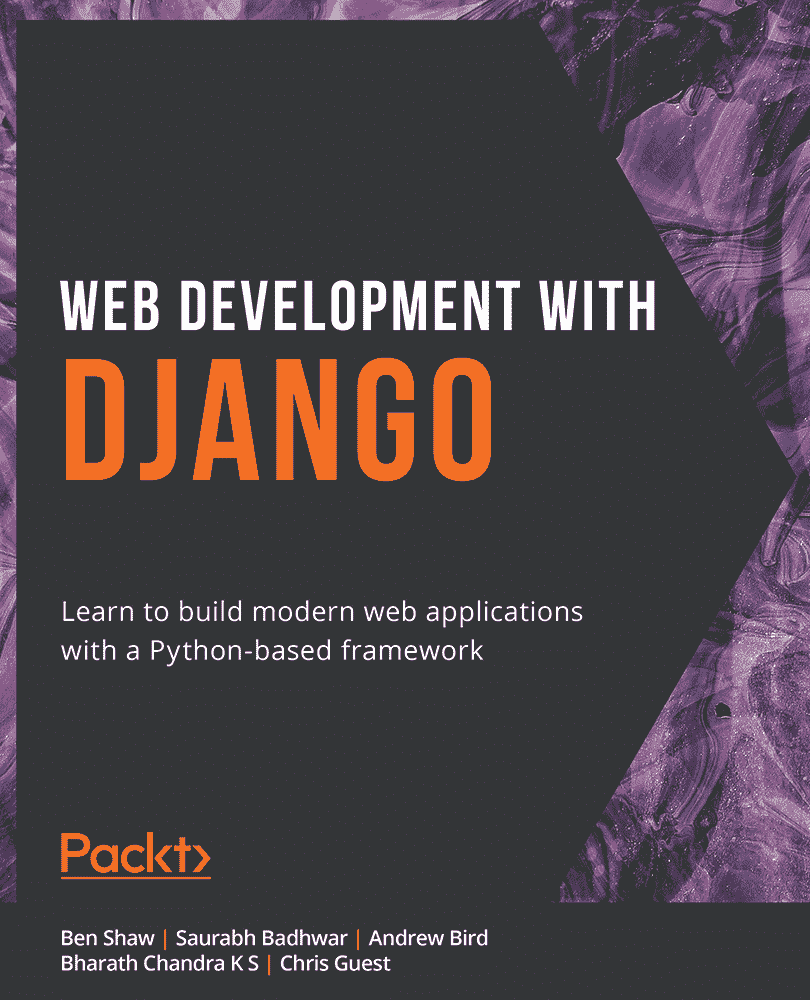 WEB DEVELOPMENT WITH
DJANGO
Learn to build modern web applications
with a Python-based framework
Packt>
Ben Shaw | Saurabh Badhwar | Andrew Bird
Bharath Chandra K S | Chris Guest